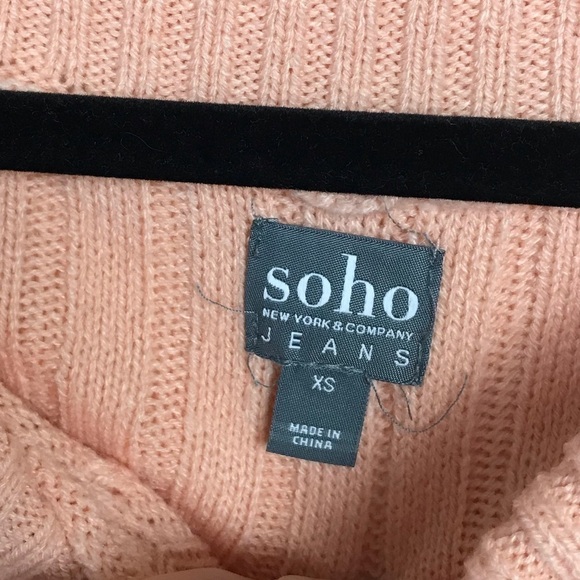 soho
NEW YORK & COMPANY
JEANS
XS
MADE IN
CHINA